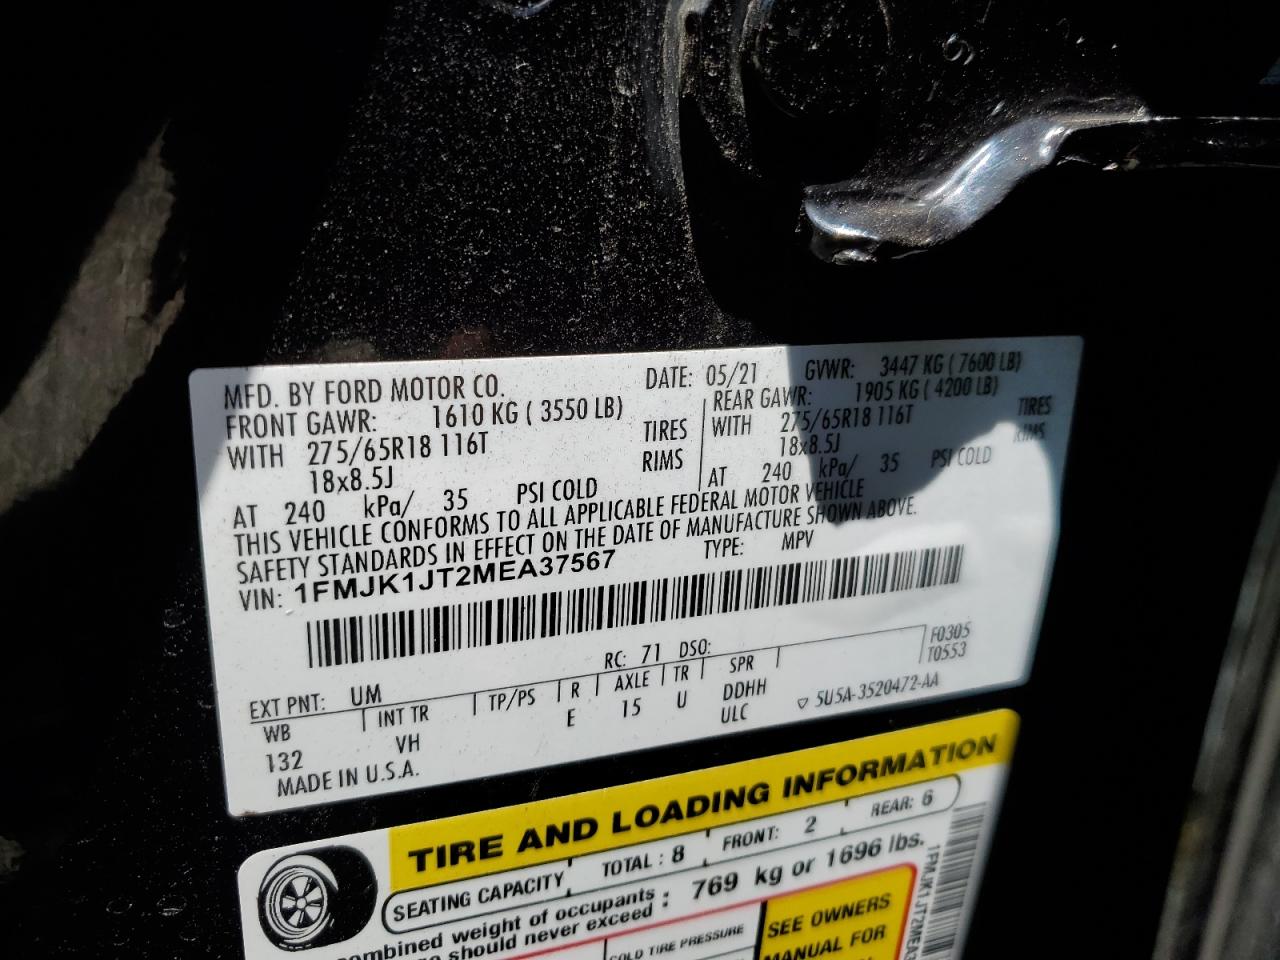 MFD. BY FORD MOTOR CO. DATE: 05/21 GVWR: 3447 KG ( 7600 LB)
FRONT GAWR: 1610 KG ( 3550 LB) REAR GAWR: 1905 KG ( 4200 LB)
WITH 275/65R18 116T TIRES WITH 275/65R18 116T TIRES
18x8.5J RIMS 18x8.5J RIMS
AT 240 kPa/ 35 PSI COLD AT 240 kPa/ 35 PSI COLD
THIS VEHICLE CONFORMS TO ALL APPLICABLE FEDERAL MOTOR VEHICLE
SAFETY STANDARDS IN EFFECT ON THE DATE OF MANUFACTURE SHOWN ABOVE.
VIN: 1FMJK1JT2MEA37567 TYPE: MPV
F0305
T0553
EXT PNT: UM RC: 71 DSO:
WB INT TR TP/PS R AXLE TR SPR
132 VH E 15 U DDHH
ULC
MADE IN U.S.A. 5U5A-3520472-AA
TIRE AND LOADING INFORMATION
SEATING CAPACITY TOTAL : 8 FRONT: 2 REAR: 6
combined weight of occupants : 769 kg or 1696 lbs.
should never exceed :
COLD TIRE PRESSURE
SEE OWNERS
MANUAL FOR
1FMJK1JT2MEA3